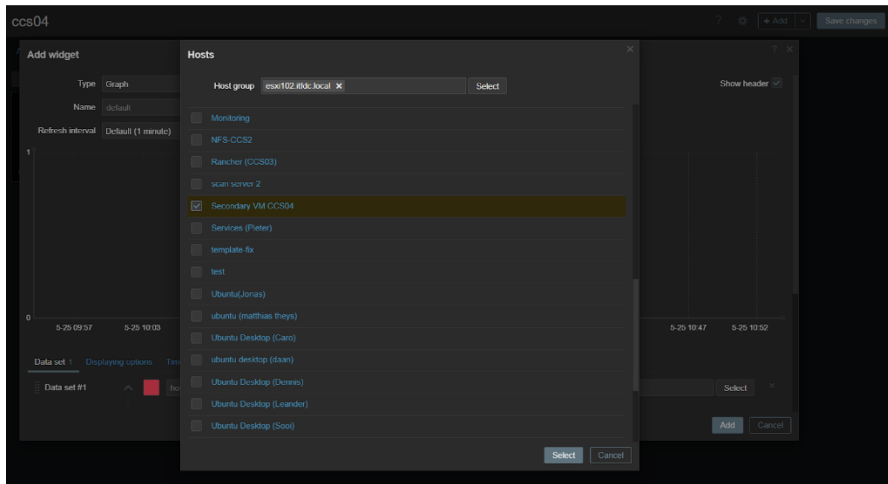 ccs04
? + Add Save changes
Add widget
? ×
Type Graph
Show header
Name default
Refresh interval Default (1 minute)
1
0
5-25 09:57 5-25 10:03 5-25 10:47 5-25 10:52
Data set 1 Displaying options
Data set #1
Select ×
Add Cancel
Hosts ×
Host group esxi102.itfdc.local × Select
Monitoring
NFS-CCS2
Rancher (CCS03)
scan server 2
Secondary VM CCS04
Services (Pieter)
template-fix
test
Ubuntu(Jonas)
ubuntu (matthias theys)
Ubuntu Desktop (Caro)
ubuntu desktop (daan)
Ubuntu Desktop (Dennis)
Ubuntu Desktop (Leander)
Ubuntu Desktop (Sooi)
Select Cancel